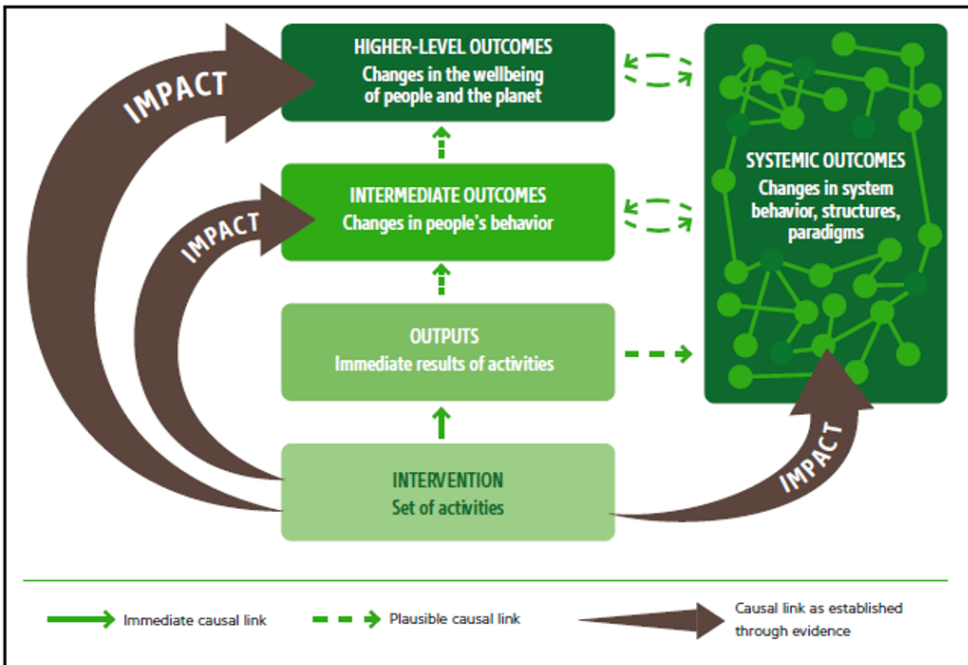 HIGHER-LEVEL OUTCOMES
Changes in the wellbeing
of people and the planet
IMPACT
INTERMEDIATE OUTCOMES
Changes in people's behavior
IMPACT
SYSTEMIC OUTCOMES
Changes in system
behavior, structures,
paradigms
OUTPUTS
Immediate results of activities
INTERVENTION
Set of activities
IMPACT
Immediate causal link
Plausible causal link
Causal link as established
through evidence